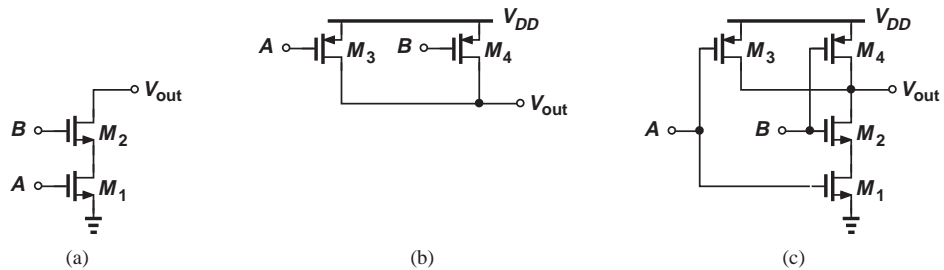 V_DD
A
M_3
B
M_4
V_out
V_out
B
M_2
A
M_1
V_DD
M_3
M_4
V_out
A
B
M_2
M_1
(a)
(b)
(c)